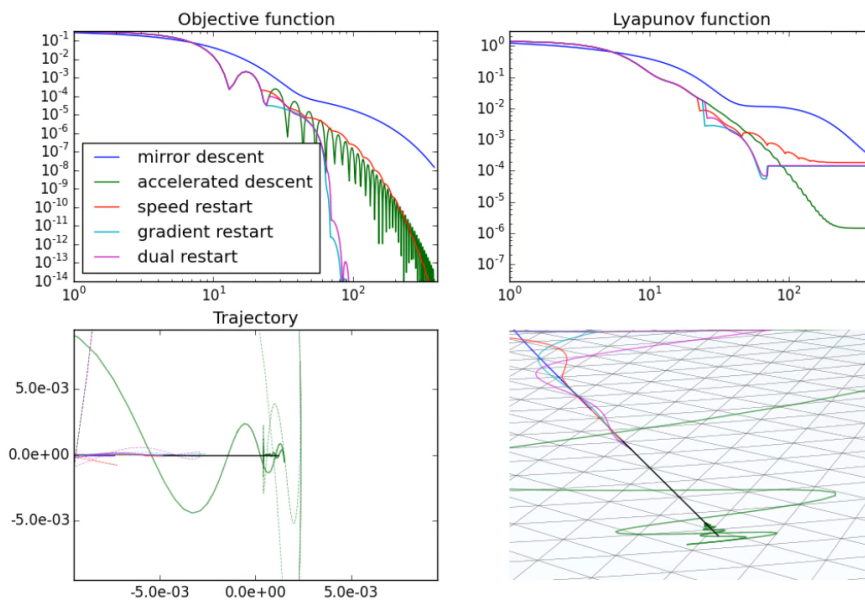 Objective function
10^-1
10^-2
10^-3
10^-4
10^-5
10^-6
10^-7
10^-8
10^-9
10^-10
10^-11
10^-12
10^-13
10^-14
mirror descent
accelerated descent
speed restart
gradient restart
dual restart
10^0 10^1 10^2
Lyapunov function
10^0
10^-1
10^-2
10^-3
10^-4
10^-5
10^-6
10^-7
10^0 10^1 10^2
Trajectory
5.0e-03
0.0e+00
-5.0e-03
-5.0e-03 0.0e+00 5.0e-03